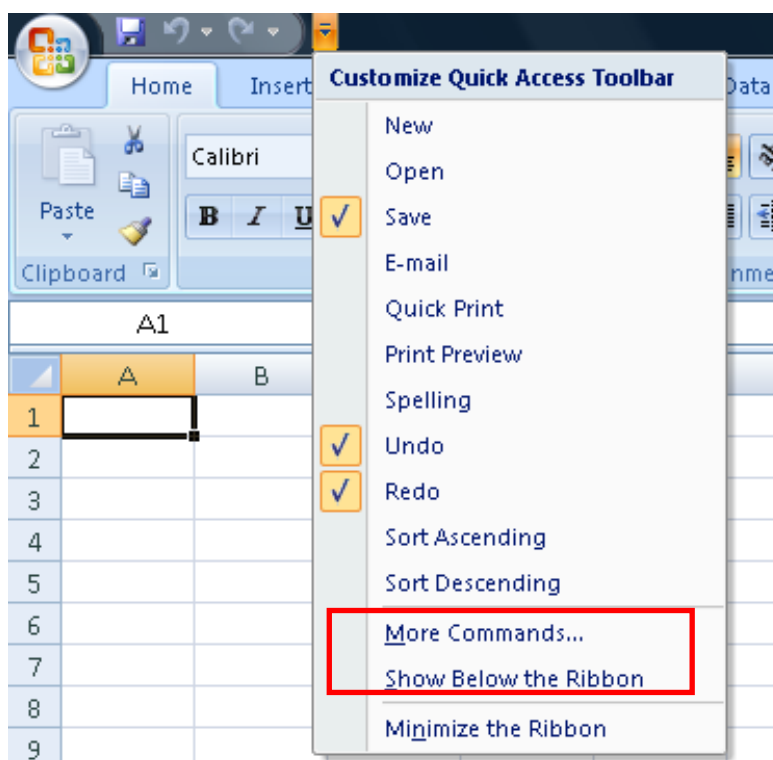 Home Insert Data
Customize Quick Access Toolbar
New
Open
Save
E-mail
Quick Print
Print Preview
Spelling
Undo
Redo
Sort Ascending
Sort Descending
More Commands...
Show Below the Ribbon
Minimize the Ribbon
Calibri
Paste
B I U
Clipboard
A1
A B
1
2
3
4
5
6
7
8
9